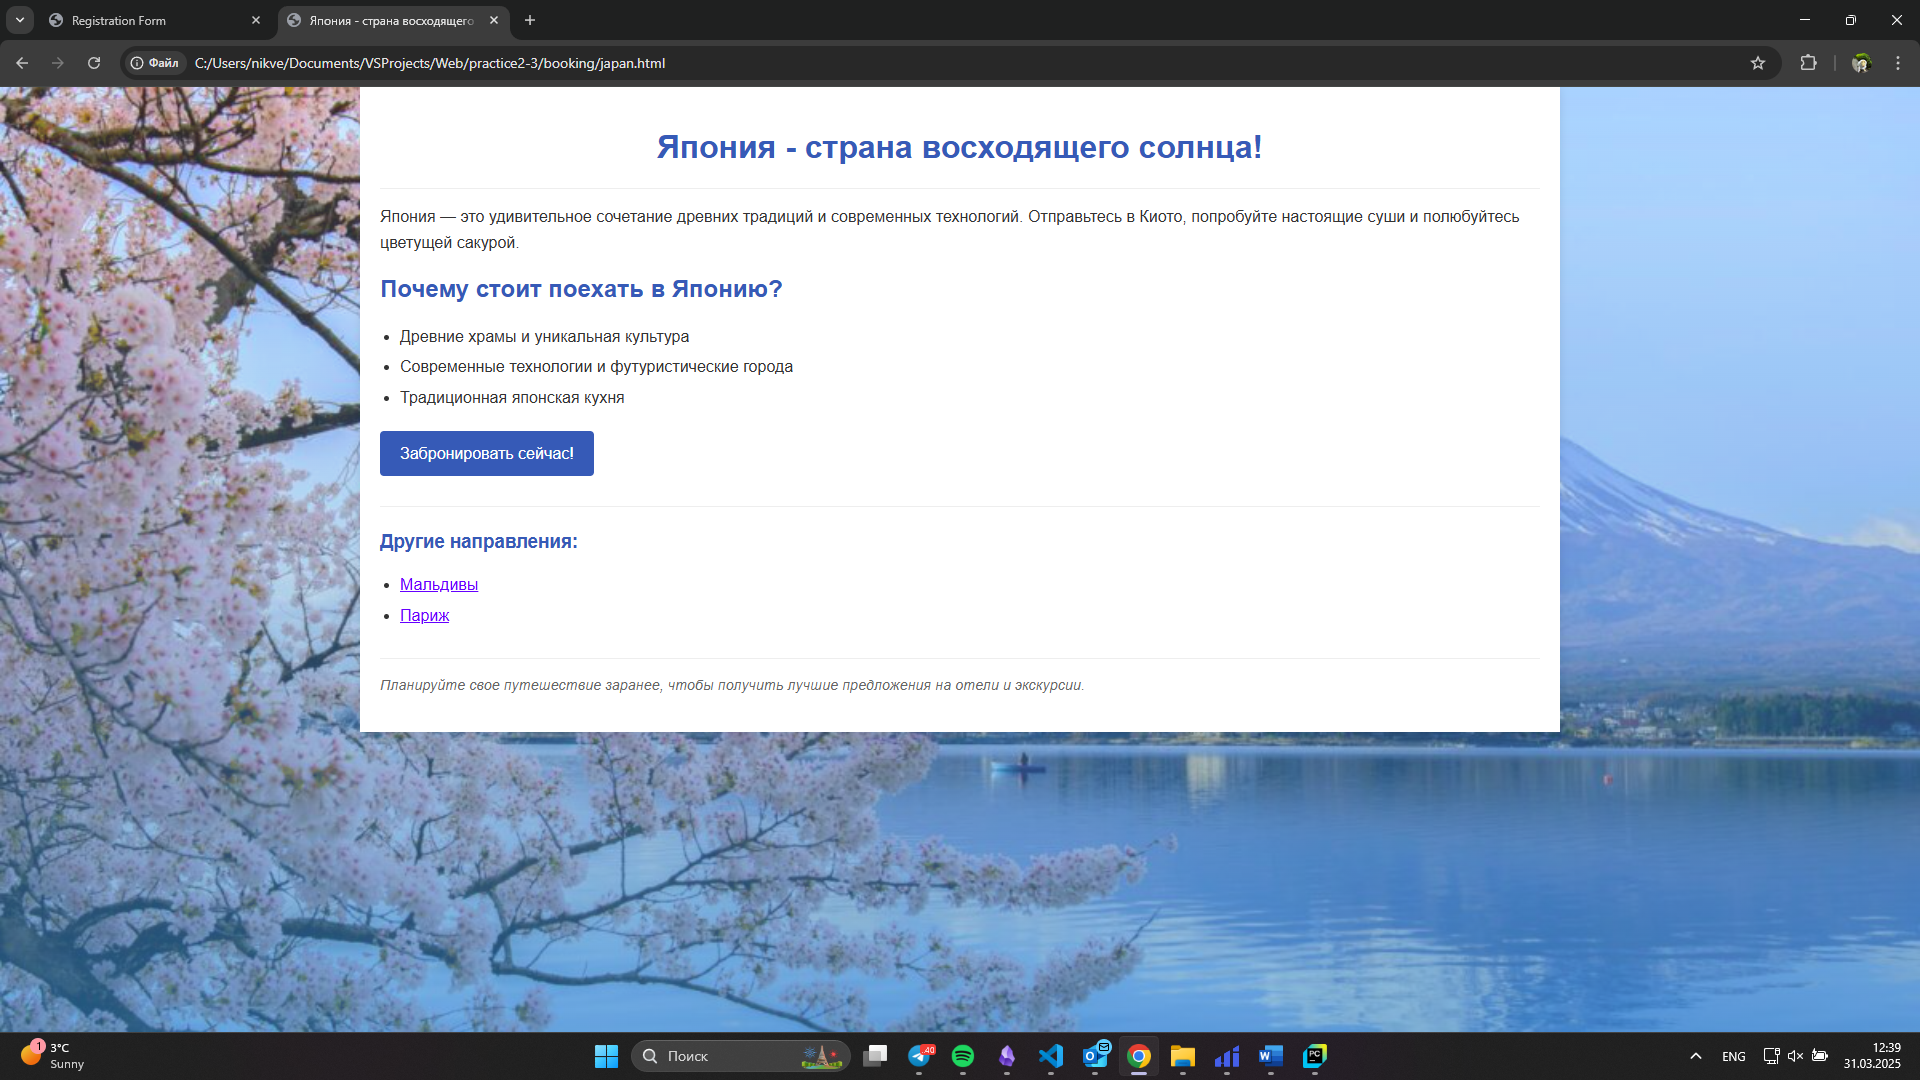 Registration Form
Япония - страна восходящего
Файл
C:/Users/nikve/Documents/VSProjects/Web/practice2-3/booking/japan.html
Япония - страна восходящего солнца!
Япония — это удивительное сочетание древних традиций и современных технологий. Отправьтесь в Киото, попробуйте настоящие суши и полюбуйтесь
цветущей сакурой.
Почему стоит поехать в Японию?
Древние храмы и уникальная культура
Современные технологии и футуристические города
Традиционная японская кухня
Забронировать сейчас!
Другие направления:
Мальдивы
Париж
Планируйте свое путешествие заранее, чтобы получить лучшие предложения на отели и экскурсии.
1
3°C
Sunny
Поиск
40
PC
ENG
12:39
31.03.2025